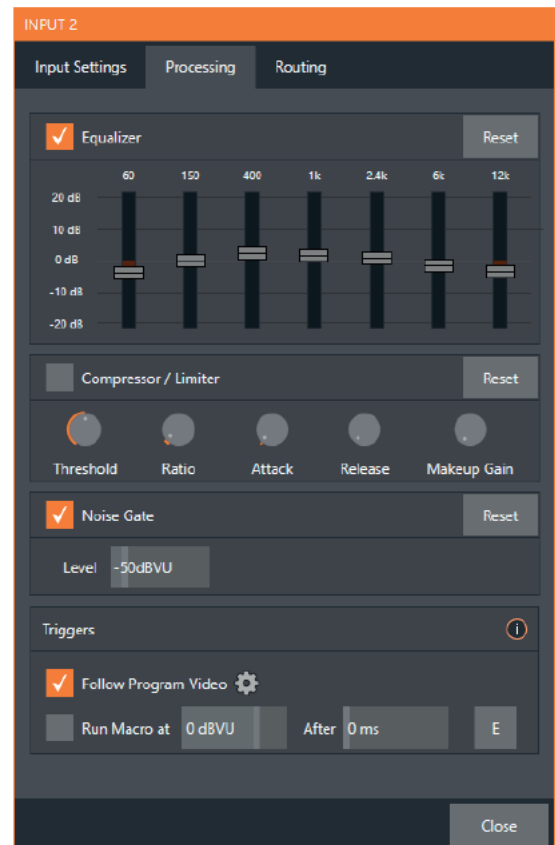 INPUT 2
Input Settings Processing Routing
Equalizer Reset
60 150 400 1k 2.4k 6k 12k
20 dB
10 dB
0 dB
-10 dB
-20 dB
Compressor / Limiter Reset
Threshold Ratio Attack Release Makeup Gain
Noise Gate Reset
Level -50dBVU
Triggers i
Follow Program Video
Run Macro at 0 dBVU After 0 ms E
Close